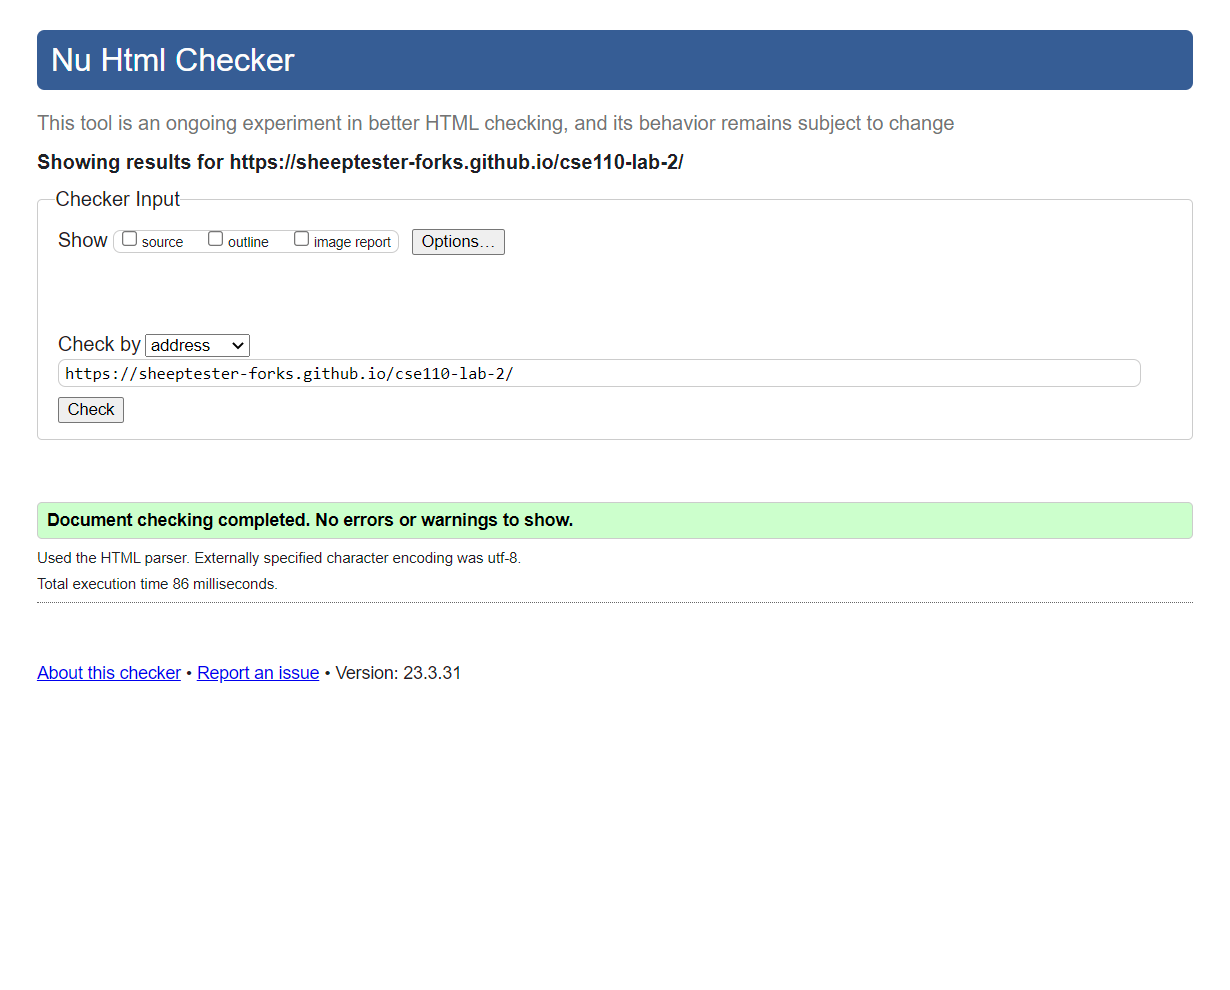 Nu Html Checker
This tool is an ongoing experiment in better HTML checking, and its behavior remains subject to change
Showing results for https://sheeptester-forks.github.io/cse110-lab-2/
Checker Input
Show source outline image report Options...
Check by address
https://sheeptester-forks.github.io/cse110-lab-2/
Check
Document checking completed. No errors or warnings to show.
Used the HTML parser. Externally specified character encoding was utf-8.
Total execution time 86 milliseconds.
About this checker • Report an issue • Version: 23.3.31